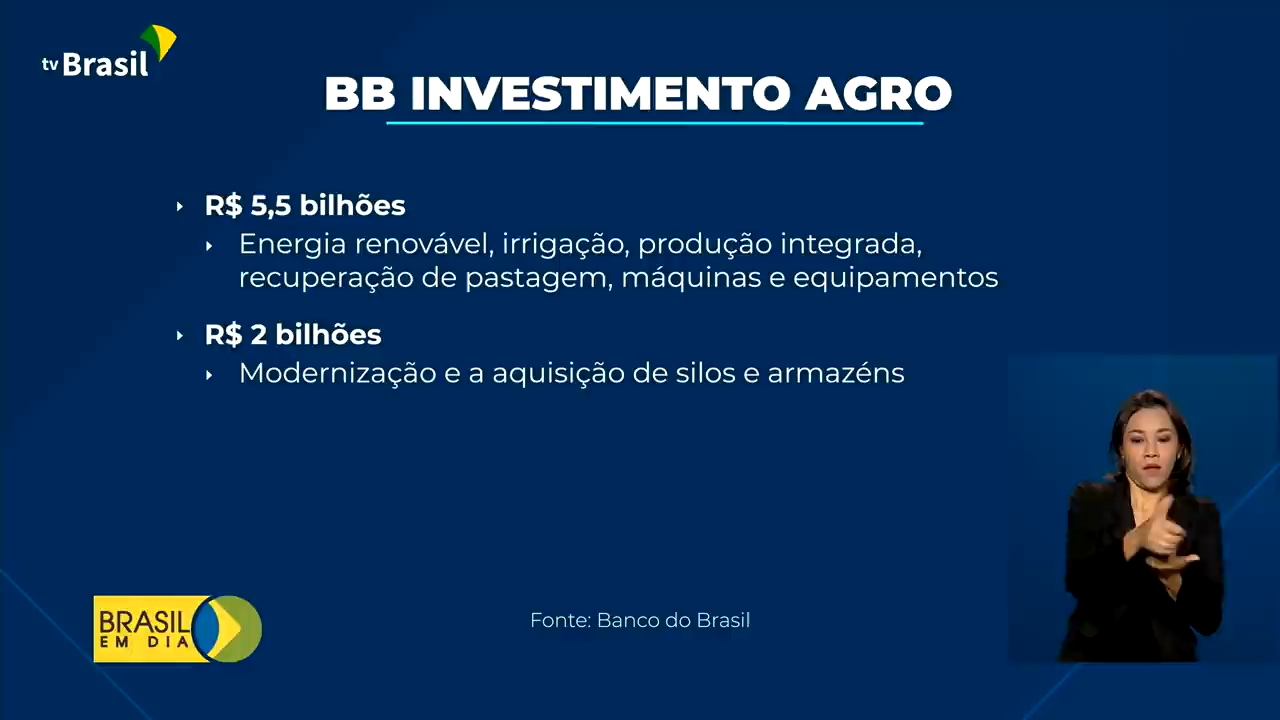 tv Brasil
BB INVESTIMENTO AGRO
R$ 5,5 bilhões
Energia renovável, irrigação, produção integrada,
recuperação de pastagem, máquinas e equipamentos
R$ 2 bilhões
Modernização e a aquisição de silos e armazéns
BRASIL
EM DIA
Fonte: Banco do Brasil